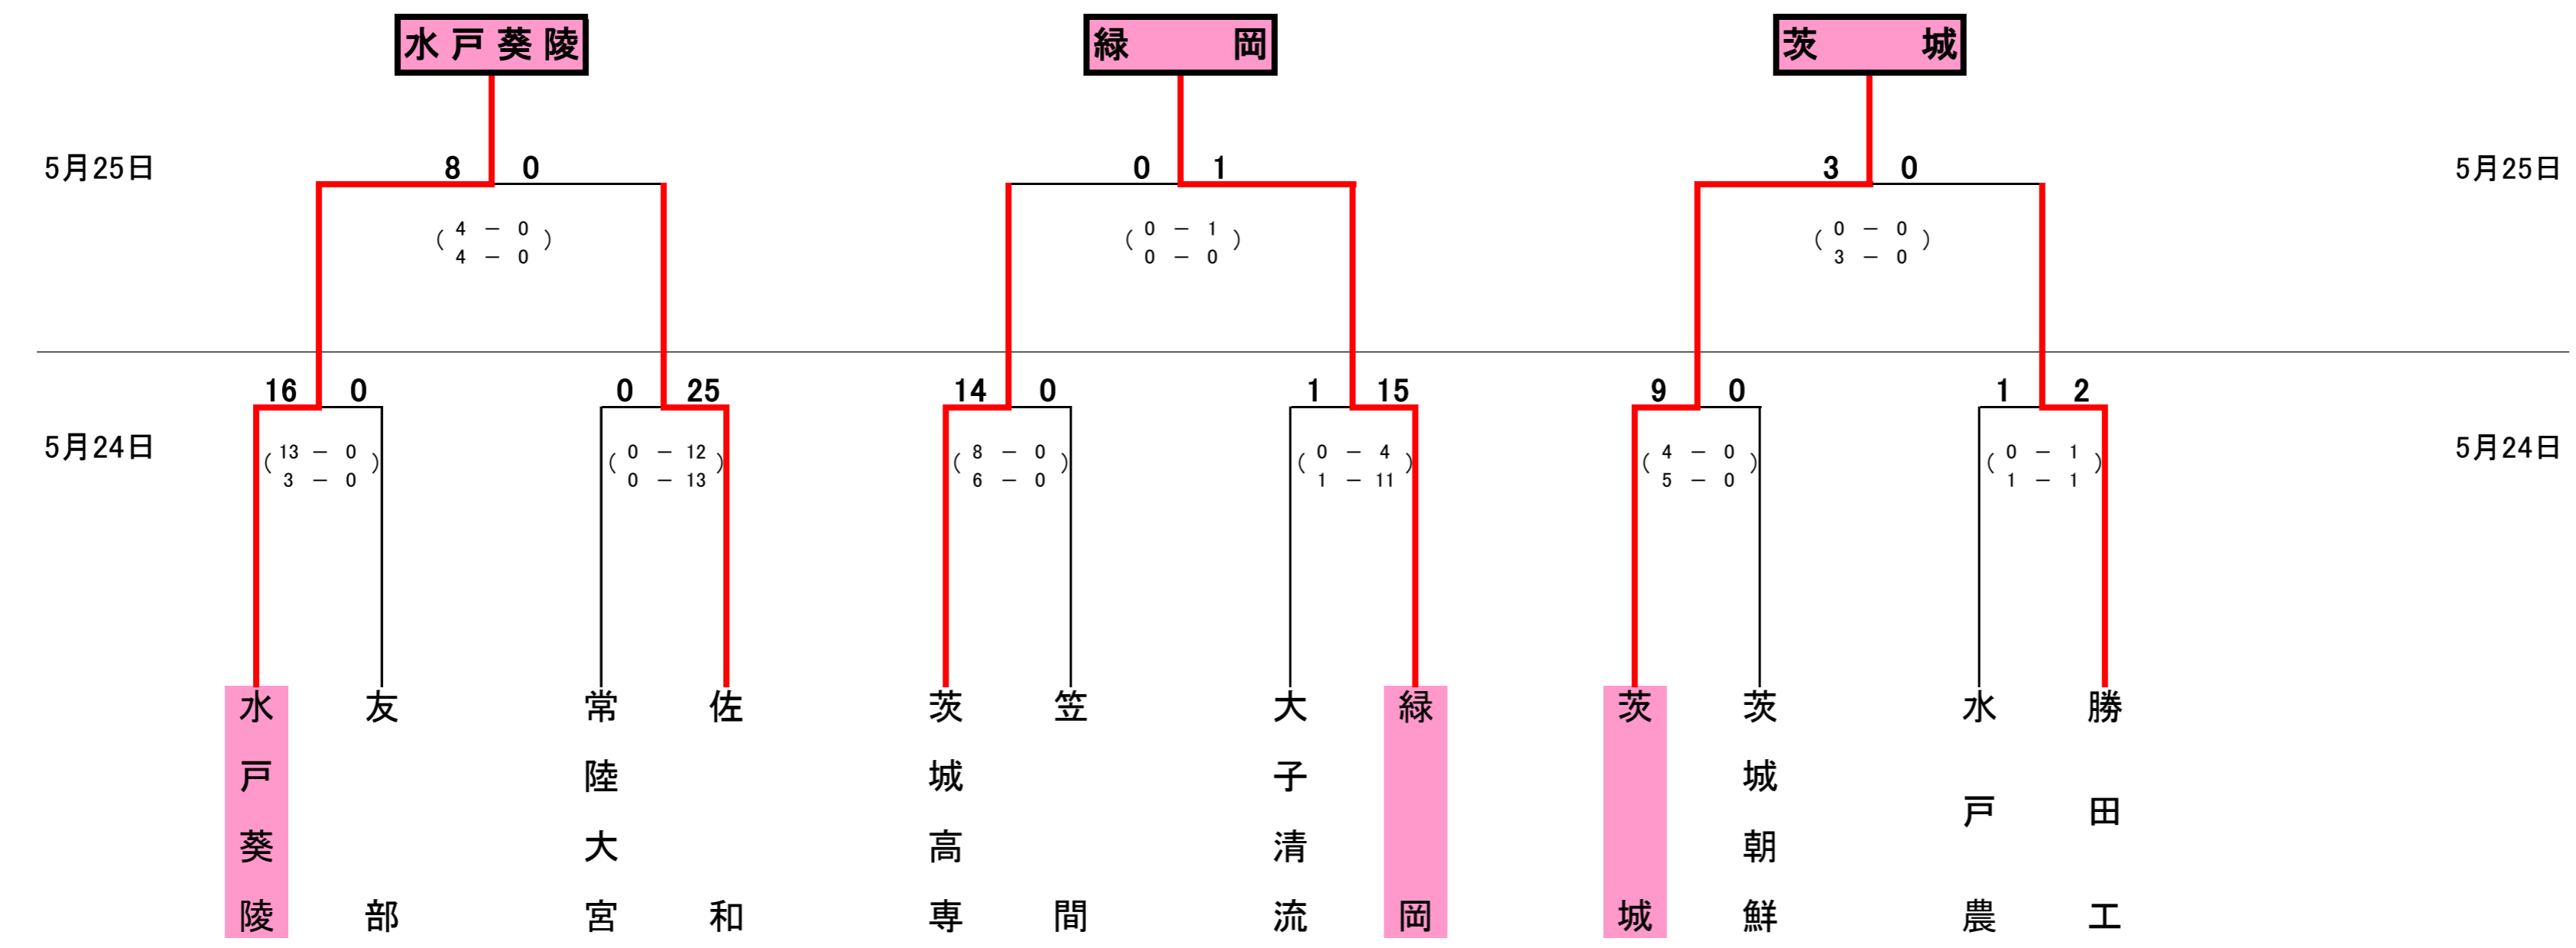 水戸葵陵 緑岡 茨城
5月25日 8 0 0 1 3 0 5月25日
( 4 － 0 ) ( 0 － 1 ) ( 0 － 0 )
4 － 0 0 － 0 3 － 0
16 0 0 25 14 0 1 15 9 0 1 2
5月24日 5月24日
( 13 － 0 ) ( 0 － 12 ) ( 8 － 0 ) ( 0 － 4 ) ( 4 － 0 ) ( 0 － 1 )
3 － 0 0 － 13 6 － 0 1 － 11 5 － 0 1 － 1
水戸葵陵
友部
常陸大宮
佐和
茨城高専
笠間
大子清流
緑岡
茨城
茨城朝鮮
水戸農
勝田工